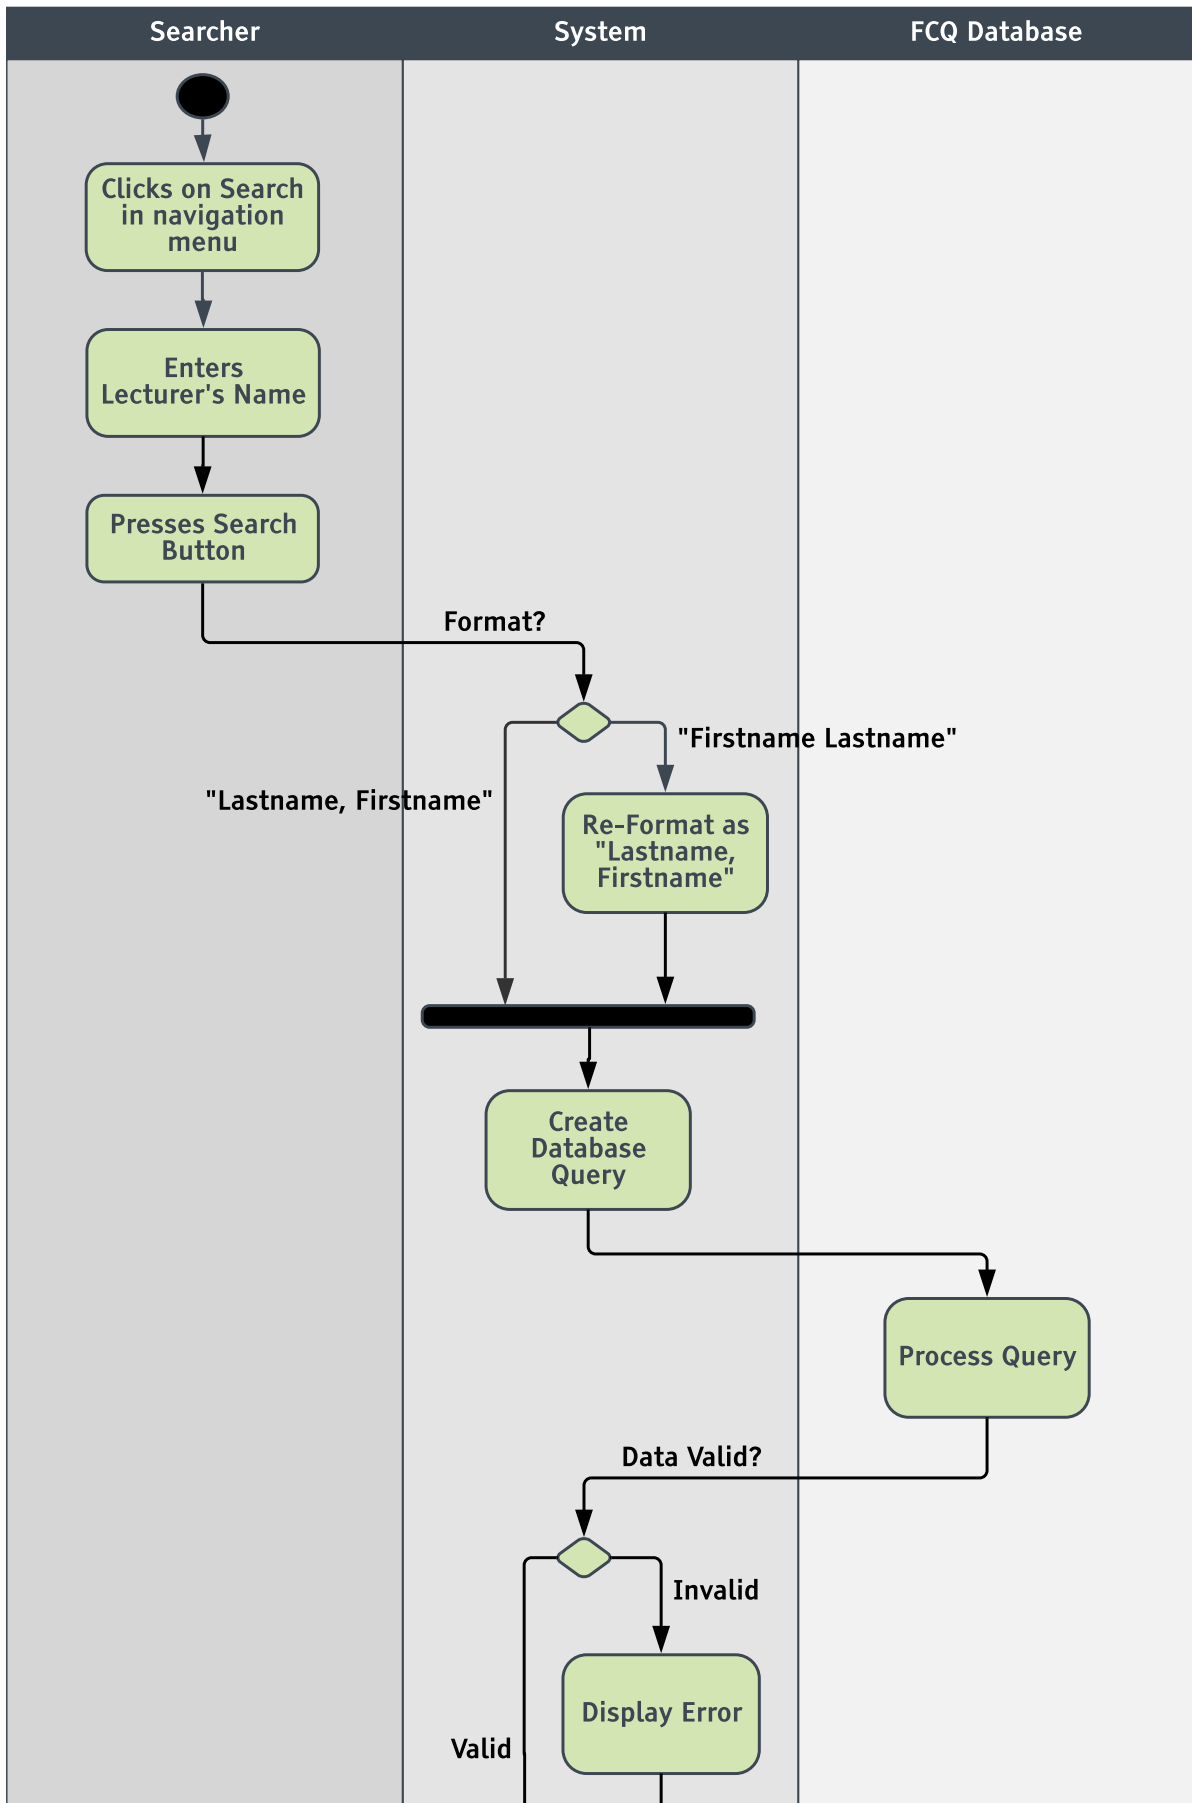 Searcher
System
FCQ Database
Clicks on Search
in navigation
menu
Enters
Lecturer's Name
Presses Search
Button
Format?
"Firstname Lastname"
"Lastname, Firstname"
Re-Format as
"Lastname,
Firstname"
Create
Database
Query
Process Query
Data Valid?
Invalid
Display Error
Valid